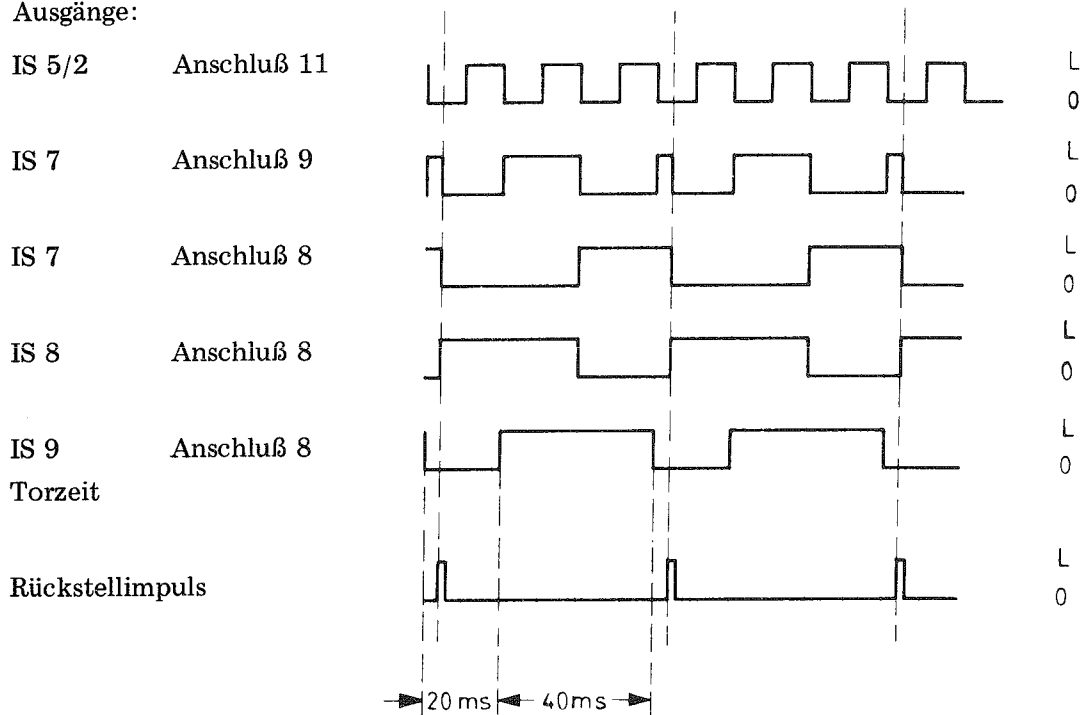 Ausgänge:
IS 5/2 Anschluß 11 L
0
IS 7 Anschluß 9 L
0
IS 7 Anschluß 8 L
0
IS 8 Anschluß 8 L
0
IS 9 Anschluß 8 L
0
Torzeit
Rückstellimpuls L
0
20 ms 40ms